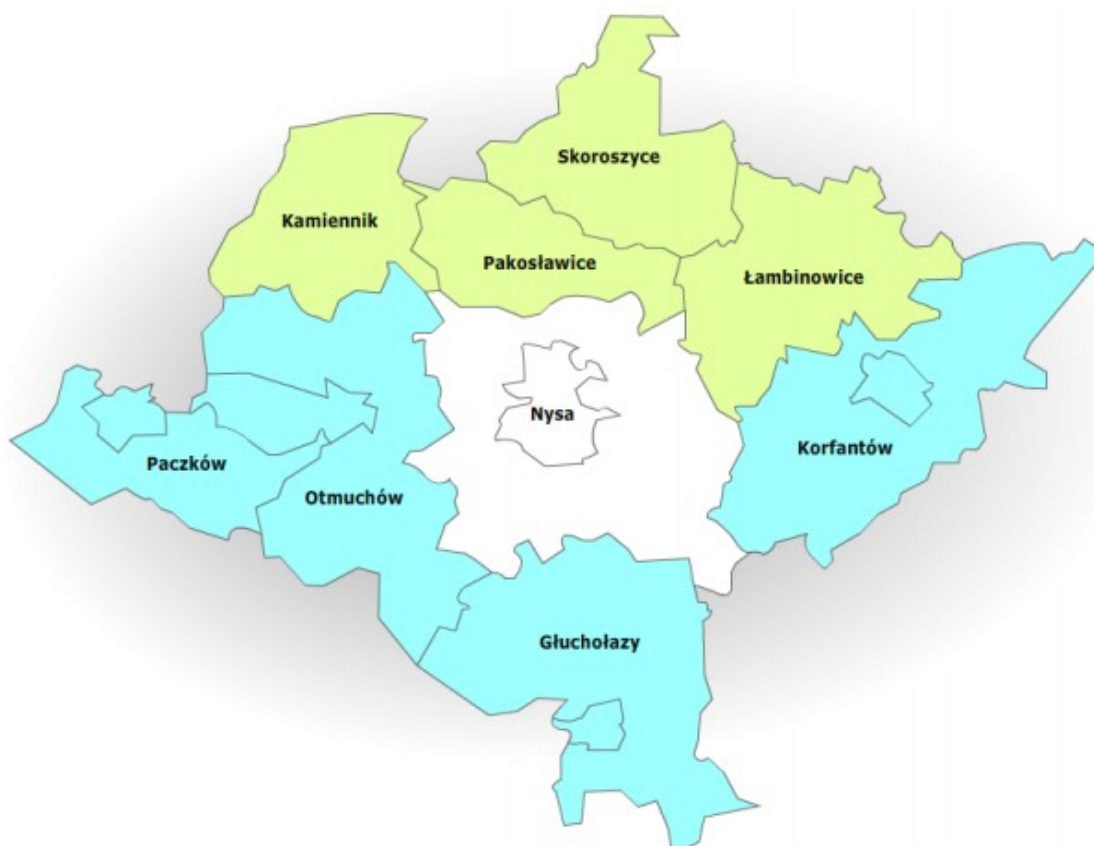 Skoroszyce
Kamiennik
Pakosławice
Łambinowice
Nysa
Korfantów
Paczków
Otmuchów
Głuchołazy